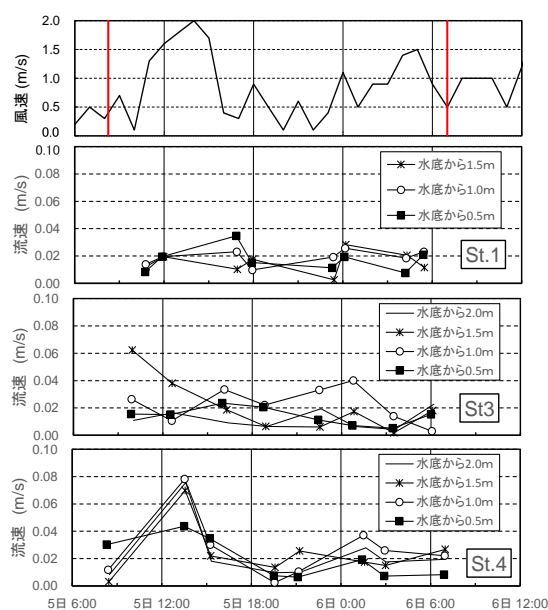 2.0
1.5
1.0
0.5
0.0
風速 (m/s)
0.10
0.08
0.06
0.04
0.02
0.00
流速 (m/s)
水底から1.5m
水底から1.0m
水底から0.5m
St.1
0.10
0.08
0.06
0.04
0.02
0.00
流速 (m/s)
水底から2.0m
水底から1.5m
水底から1.0m
水底から0.5m
St3
0.10
0.08
0.06
0.04
0.02
0.00
流速 (m/s)
水底から2.0m
水底から1.5m
水底から1.0m
水底から0.5m
St.4
5日 6:00
5日 12:00
5日 18:00
6日 0:00
6日 6:00
6日 12:00